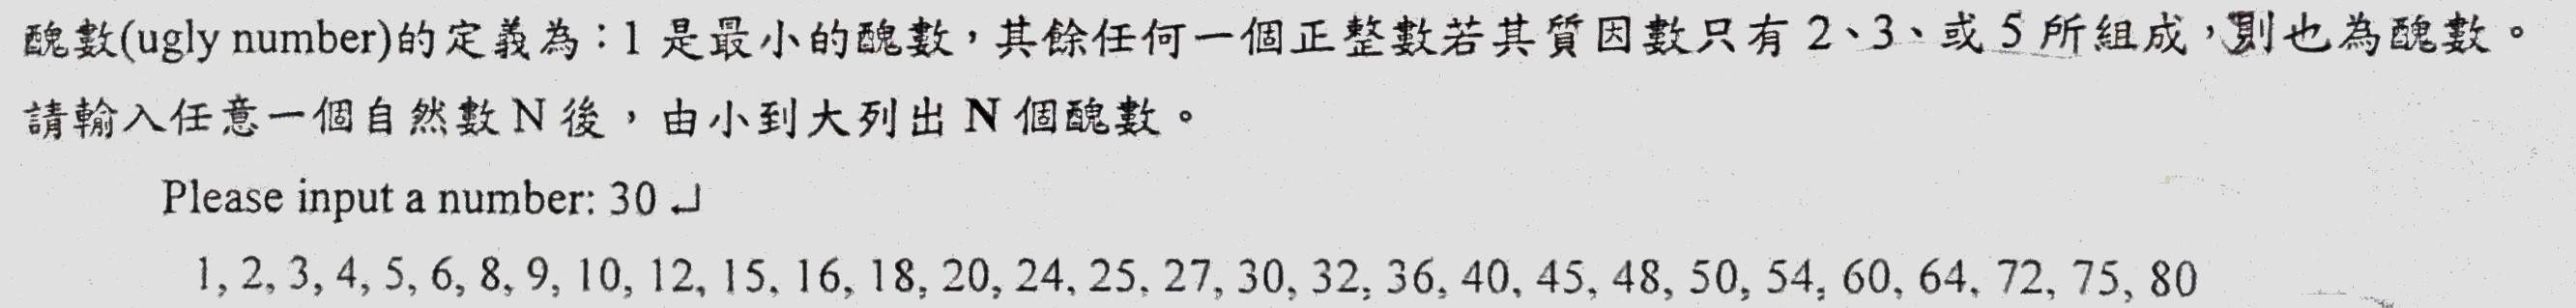 醜數(ugly number)的定義為：1 是最小的醜數，其餘任何一個正整數若其質因數只有 2、3、或 5 所組成，則也為醜數。
請輸入任意一個自然數 N 後，由小到大列出 N 個醜數。
Please input a number: 30 ↵
1, 2, 3, 4, 5, 6, 8, 9, 10, 12, 15, 16, 18, 20, 24, 25, 27, 30, 32, 36, 40, 45, 48, 50, 54, 60, 64, 72, 75, 80